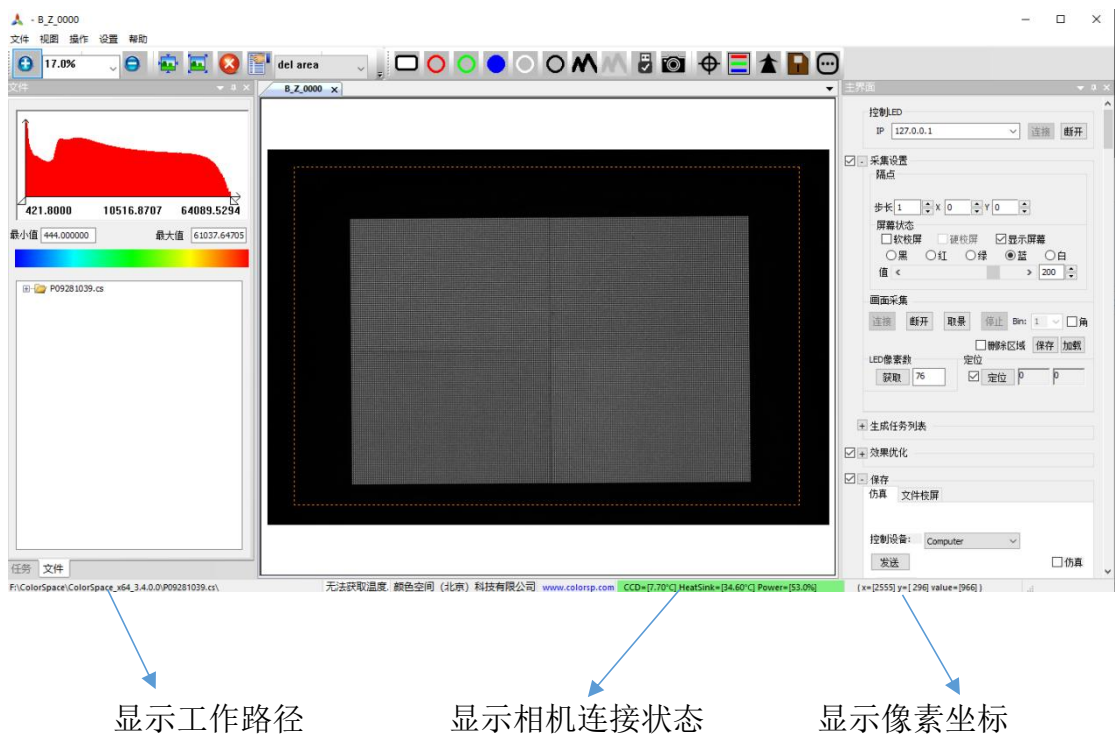 - B_Z_0000
文件 视图 操作 设置 帮助
17.0%
del area
文件
B_Z_0000 x
主界面
421.8000 10516.8707 64089.5294
最小值 444.000000 最大值 61037.64705
P09281039.cs
任务 文件
控制LED
IP 127.0.0.1 连接 断开
采集设置
隔点
步长 1 X 0 Y 0
屏幕状态
软校屏 硬校屏 显示屏幕
黑 红 绿 蓝 白
值 < > 200
画面采集
连接 断开 取景 停止 Bin: 1 角
删除区域 保存 加载
LED像素数 定位
获取 76 定位 0 0
生成任务列表
效果优化
保存
仿真 文件校屏
控制设备: Computer
发送 仿真
F:\ColorSpace\ColorSpace_x64_3.4.0.0\P09281039.cs\ 无法获取温度. 颜色空间（北京）科技有限公司 www.colorsp.com CCD=[7.70℃] HeatSink=[34.60℃] Power=[53.0%] ( x=[2555] y=[ 296] value=[966] )
显示工作路径 显示相机连接状态 显示像素坐标